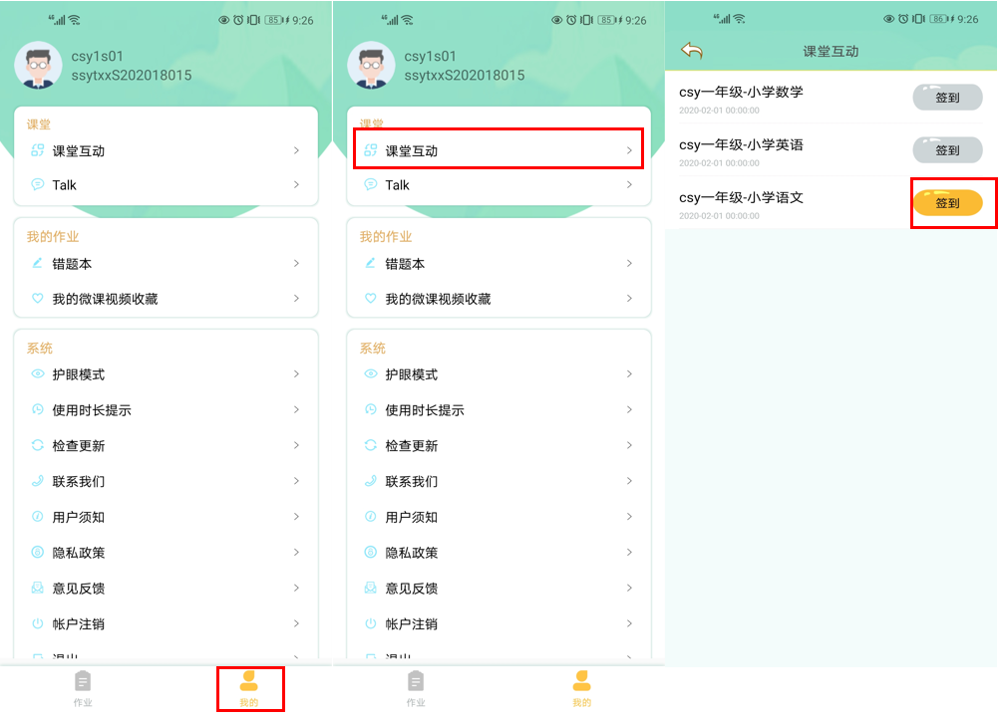 85
9:26
csy1s01
ssytxxS202018015
课堂
课堂互动
Talk
我的作业
错题本
我的微课视频收藏
系统
护眼模式
使用时长提示
检查更新
联系我们
用户须知
隐私政策
意见反馈
帐户注销
退出
作业
我的
85
9:26
csy1s01
ssytxxS202018015
课堂
课堂互动
Talk
我的作业
错题本
我的微课视频收藏
系统
护眼模式
使用时长提示
检查更新
联系我们
用户须知
隐私政策
意见反馈
帐户注销
退出
作业
我的
86
9:26
课堂互动
csy一年级-小学数学
签到
2020-02-01 00:00:00
csy一年级-小学英语
签到
2020-02-01 00:00:00
csy一年级-小学语文
签到
2020-02-01 00:00:00